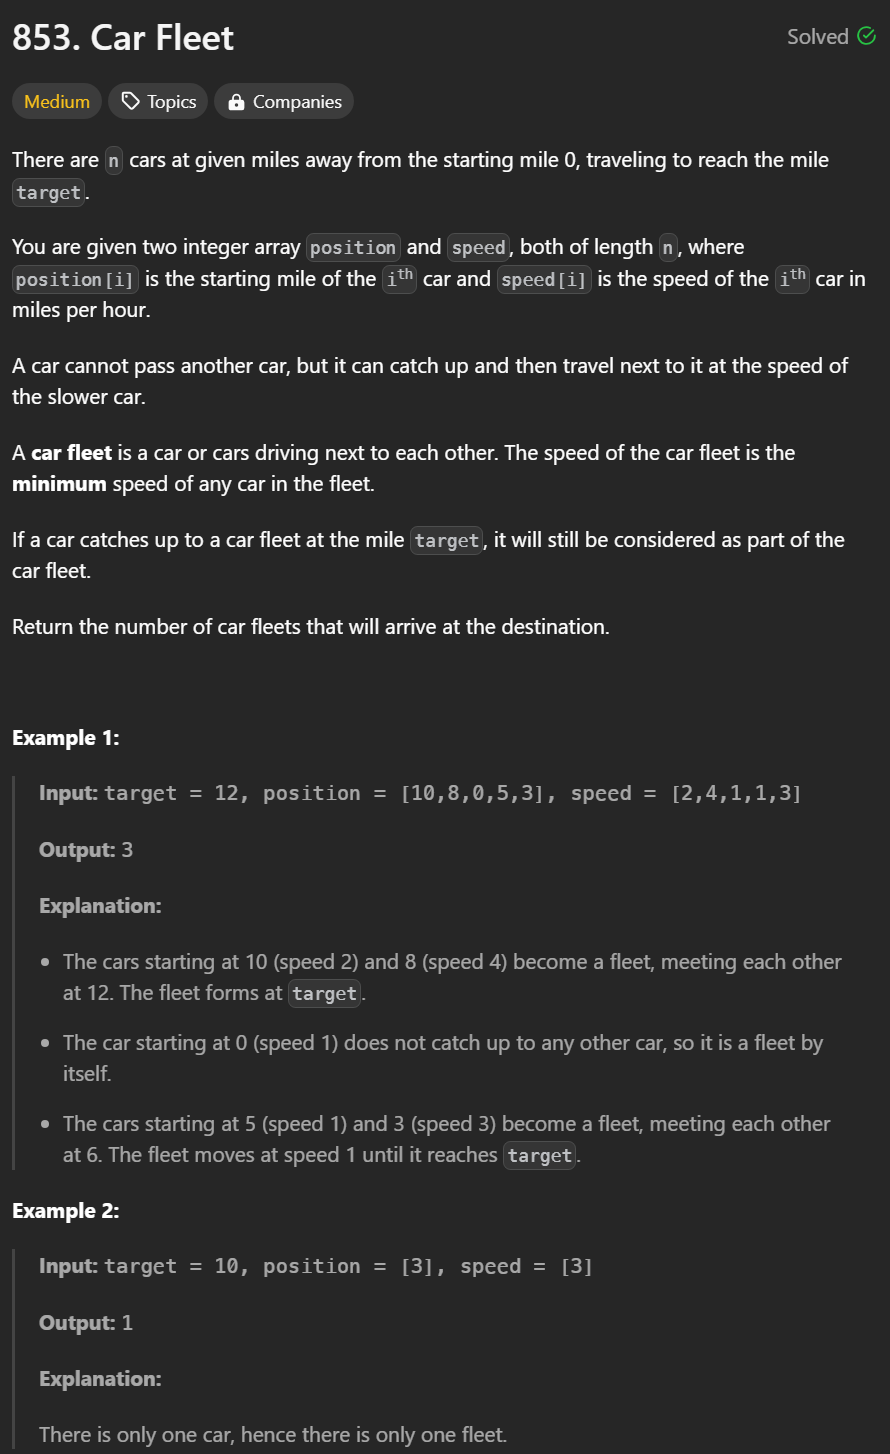 853. Car Fleet
Solved
Medium
Topics
Companies
There are n cars at given miles away from the starting mile 0, traveling to reach the mile
target.
You are given two integer array position and speed, both of length n, where
position[i] is the starting mile of the ith car and speed[i] is the speed of the ith car in
miles per hour.
A car cannot pass another car, but it can catch up and then travel next to it at the speed of
the slower car.
A car fleet is a car or cars driving next to each other. The speed of the car fleet is the
minimum speed of any car in the fleet.
If a car catches up to a car fleet at the mile target, it will still be considered as part of the
car fleet.
Return the number of car fleets that will arrive at the destination.
Example 1:
Input: target = 12, position = [10,8,0,5,3], speed = [2,4,1,1,3]
Output: 3
Explanation:
• The cars starting at 10 (speed 2) and 8 (speed 4) become a fleet, meeting each other
at 12. The fleet forms at target.
• The car starting at 0 (speed 1) does not catch up to any other car, so it is a fleet by
itself.
• The cars starting at 5 (speed 1) and 3 (speed 3) become a fleet, meeting each other
at 6. The fleet moves at speed 1 until it reaches target.
Example 2:
Input: target = 10, position = [3], speed = [3]
Output: 1
Explanation:
There is only one car, hence there is only one fleet.